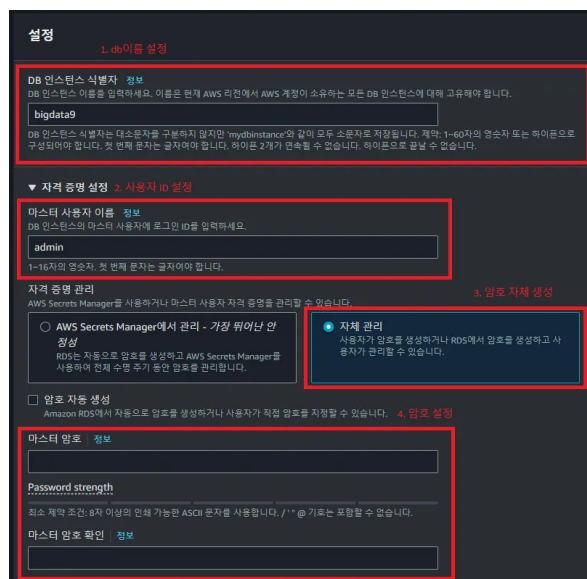 설정
1. db이름 설정
DB 인스턴스 식별자 정보
DB 인스턴스 이름을 입력하세요. 이름은 현재 AWS 리전에서 AWS 계정이 소유하는 모든 DB 인스턴스에 대해 고유해야 합니다.
bigdata9
DB 인스턴스 식별자는 대소문자를 구분하지 않지만 'mydbinstance'와 같이 모두 소문자로 저장됩니다. 제약: 1~60자의 영숫자 또는 하이픈으로
구성되어야 합니다. 첫 번째 문자는 글자여야 합니다. 하이픈 2개가 연속될 수 없습니다. 하이픈으로 끝날 수 없습니다.
▼ 자격 증명 설정 2. 사용자 ID 설정
마스터 사용자 이름 정보
DB 인스턴스의 마스터 사용자에 로그인 ID를 입력하세요.
admin
1~16자의 영숫자. 첫 번째 문자는 글자여야 합니다.
자격 증명 관리
AWS Secrets Manager를 사용하거나 마스터 사용자 자격 증명을 관리할 수 있습니다.
3. 암호 자체 생성
AWS Secrets Manager에서 관리 - 가장 뛰어난 안
정성
RDS는 자동으로 암호를 생성하고 AWS Secrets Manager를
사용하여 전체 수명 주기 동안 암호를 관리합니다.
자체 관리
사용자가 암호를 생성하거나 RDS에서 암호를 생성하고 사
용자가 관리할 수 있습니다.
암호 자동 생성
Amazon RDS에서 자동으로 암호를 생성하거나 사용자가 직접 암호를 지정할 수 있습니다. 4. 암호 설정
마스터 암호 정보
Password strength
최소 제약 조건: 8자 이상의 인쇄 가능한 ASCII 문자를 사용합니다. / ' " @ 기호는 포함할 수 없습니다.
마스터 암호 확인 정보